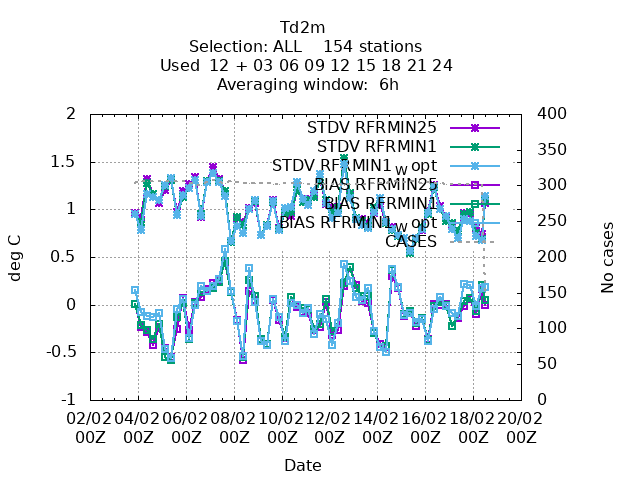 Td2m
Selection: ALL 154 stations
Used 12 + 03 06 09 12 15 18 21 24
Averaging window: 6h
STDV RFRMIN25
STDV RFRMIN1
STDV RFRMIN1_w opt
BIAS RFRMIN25
BIAS RFRMIN1
BIAS RFRMIN1_w opt
CASES
2
1.5
1
0.5
0
-0.5
-1
deg C
400
350
300
250
200
150
100
50
0
No cases
02/02 04/02 06/02 08/02 10/02 12/02 14/02 16/02 18/02 20/02
00Z 00Z 00Z 00Z 00Z 00Z 00Z 00Z 00Z 00Z
Date